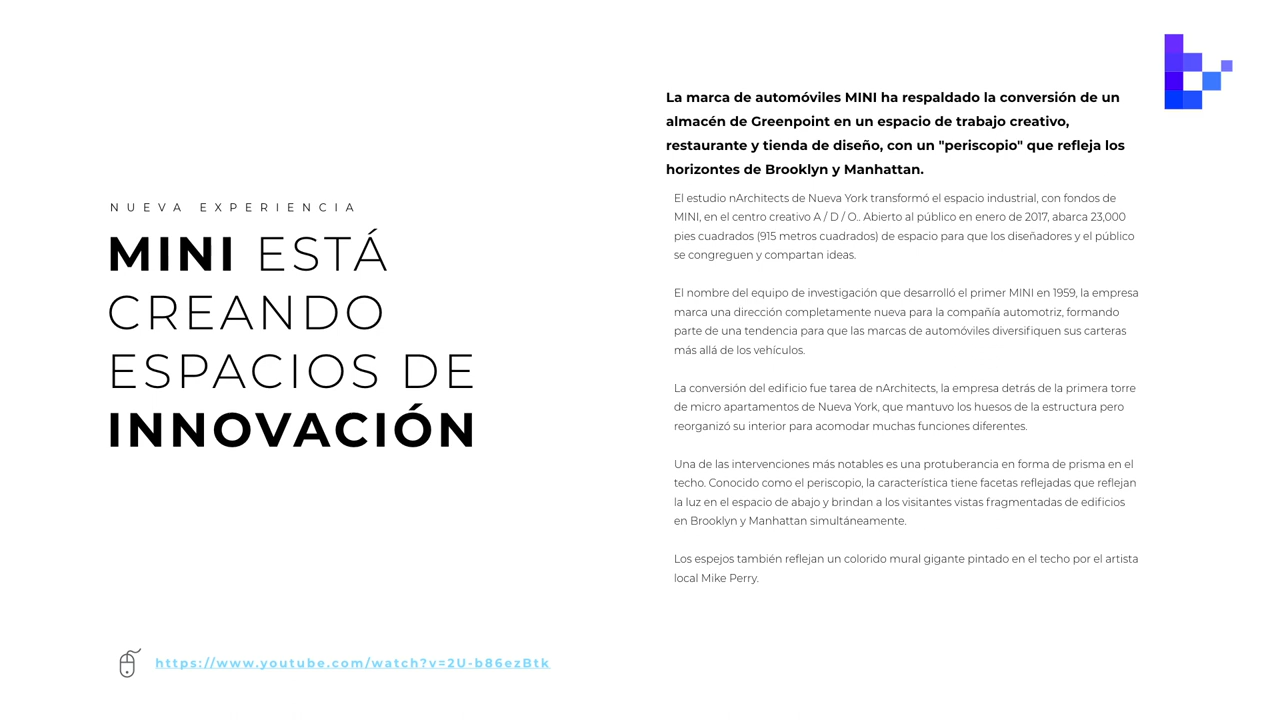 NUEVA EXPERIENCIA
MINI ESTÁ
CREANDO
ESPACIOS DE
INNOVACIÓN
La marca de automóviles MINI ha respaldado la conversión de un
almacén de Greenpoint en un espacio de trabajo creativo,
restaurante y tienda de diseño, con un "periscopio" que refleja los
horizontes de Brooklyn y Manhattan.
El estudio nArchitects de Nueva York transformó el espacio industrial, con fondos de
MINI, en el centro creativo A / D / O.. Abierto al público en enero de 2017, abarca 23,000
pies cuadrados (915 metros cuadrados) de espacio para que los diseñadores y el público
se congreguen y compartan ideas.
El nombre del equipo de investigación que desarrolló el primer MINI en 1959, la empresa
marca una dirección completamente nueva para la compañía automotriz, formando
parte de una tendencia para que las marcas de automóviles diversifiquen sus carteras
más allá de los vehículos.
La conversión del edificio fue tarea de nArchitects, la empresa detrás de la primera torre
de micro apartamentos de Nueva York, que mantuvo los huesos de la estructura pero
reorganizó su interior para acomodar muchas funciones diferentes.
Una de las intervenciones más notables es una protuberancia en forma de prisma en el
techo. Conocido como el periscopio, la característica tiene facetas reflejadas que reflejan
la luz en el espacio de abajo y brindan a los visitantes vistas fragmentadas de edificios
en Brooklyn y Manhattan simultáneamente.
Los espejos también reflejan un colorido mural gigante pintado en el techo por el artista
local Mike Perry.
https://www.youtube.com/watch?v=2U-b86ezBtk